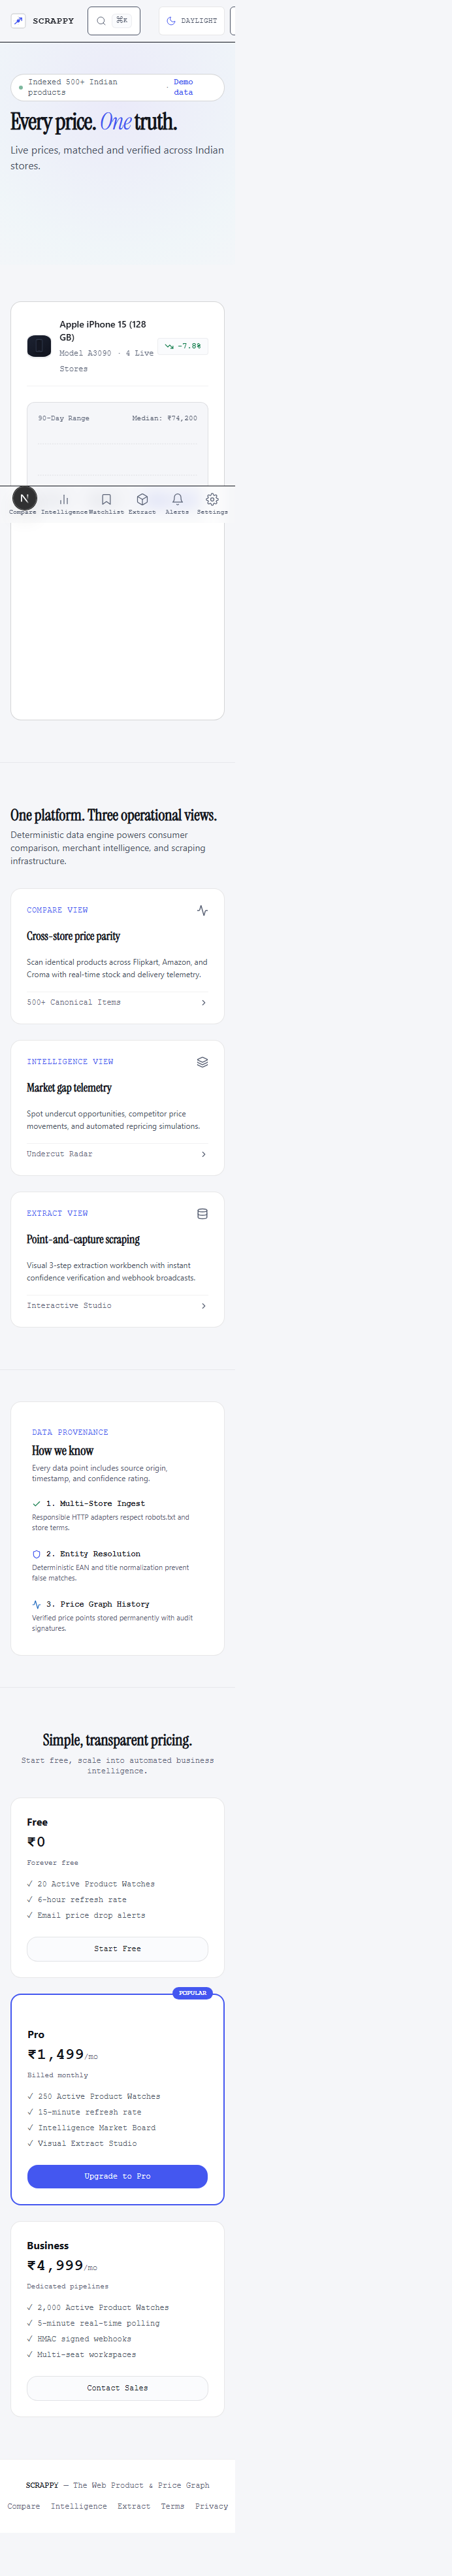 SCRAPPY ⌘K DAYLIGHT
Indexed 500+ Indian
products · Demo
data
Every price. One truth.
Live prices, matched and verified across Indian
stores.
Apple iPhone 15 (128
GB)
Model A3090 · 4 Live
Stores
-7.8%
90-Day Range Median: ₹74,200
N
Compare Intelligence Watchlist Extract Alerts Settings
One platform. Three operational views.
Deterministic data engine powers consumer
comparison, merchant intelligence, and scraping
infrastructure.
COMPARE VIEW
Cross-store price parity
Scan identical products across Flipkart, Amazon, and
Croma with real-time stock and delivery telemetry.
500+ Canonical Items
INTELLIGENCE VIEW
Market gap telemetry
Spot undercut opportunities, competitor price
movements, and automated repricing simulations.
Undercut Radar
EXTRACT VIEW
Point-and-capture scraping
Visual 3-step extraction workbench with instant
confidence verification and webhook broadcasts.
Interactive Studio
DATA PROVENANCE
How we know
Every data point includes source origin,
timestamp, and confidence rating.
1. Multi-Store Ingest
Responsible HTTP adapters respect robots.txt and
store terms.
2. Entity Resolution
Deterministic EAN and title normalization prevent
false matches.
3. Price Graph History
Verified price points stored permanently with audit
signatures.
Simple, transparent pricing.
Start free, scale into automated business
intelligence.
Free
₹0
Forever free
✓ 20 Active Product Watches
✓ 6-hour refresh rate
✓ Email price drop alerts
Start Free
POPULAR
Pro
₹1,499/mo
Billed monthly
✓ 250 Active Product Watches
✓ 15-minute refresh rate
✓ Intelligence Market Board
✓ Visual Extract Studio
Upgrade to Pro
Business
₹4,999/mo
Dedicated pipelines
✓ 2,000 Active Product Watches
✓ 5-minute real-time polling
✓ HMAC signed webhooks
✓ Multi-seat workspaces
Contact Sales
SCRAPPY — The Web Product & Price Graph
Compare Intelligence Extract Terms Privacy